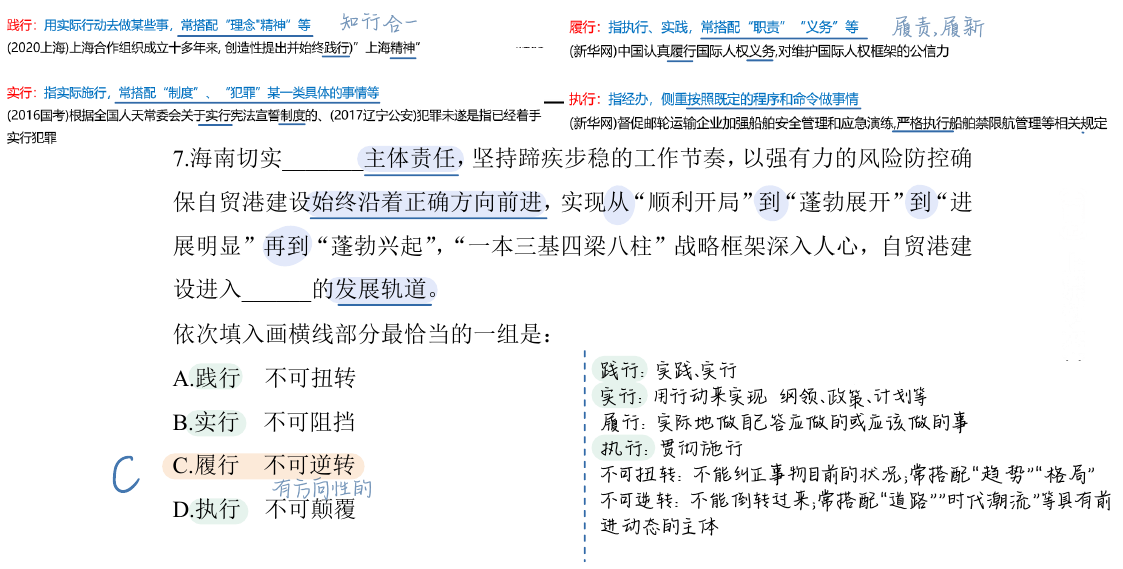 践行：用实际行动去做某些事，常搭配“理念"精神”等 知行合一
(2020上海)上海合作组织成立十多年来, 创造性提出并始终践行)”上海精神”
履行：指执行、实践，常搭配“职责”“义务”等 履责,履新
(新华网)中国认真履行国际人权义务,对维护国际人权框架的公信力
实行：指实际施行，常搭配“制度”、“犯罪”某一类具体的事情等
(2016国考)根据全国人天常委会关于实行宪法宣誓制度的、(2017辽宁公安)犯罪未遂是指已经着手
实行犯罪
执行：指经办，侧重按照既定的程序和命令做事情
(新华网)督促邮轮运输企业加强船舶安全管理和应急演练,严格执行船舶禁限航管理等相关规定
7.海南切实_______主体责任，坚持蹄疾步稳的工作节奏，以强有力的风险防控确
保自贸港建设始终沿着正确方向前进，实现从“顺利开局”到“蓬勃展开”到“进
展明显”再到“蓬勃兴起”，“一本三基四梁八柱”战略框架深入人心，自贸港建
设进入______的发展轨道。
依次填入画横线部分最恰当的一组是：
A.践行 不可扭转
B.实行 不可阻挡
C C.履行 不可逆转
有方向性的
D.执行 不可颠覆
践行：实践、实行
实行：用行动来实现 纲领、政策、计划等
履行：实际地做自己答应做的或应该做的事
执行：贯彻施行
不可扭转：不能纠正事物目前的状况;常搭配“趋势”“格局”
不可逆转：不能倒转过来;常搭配“道路”"时代潮流”等具有前
进动态的主体